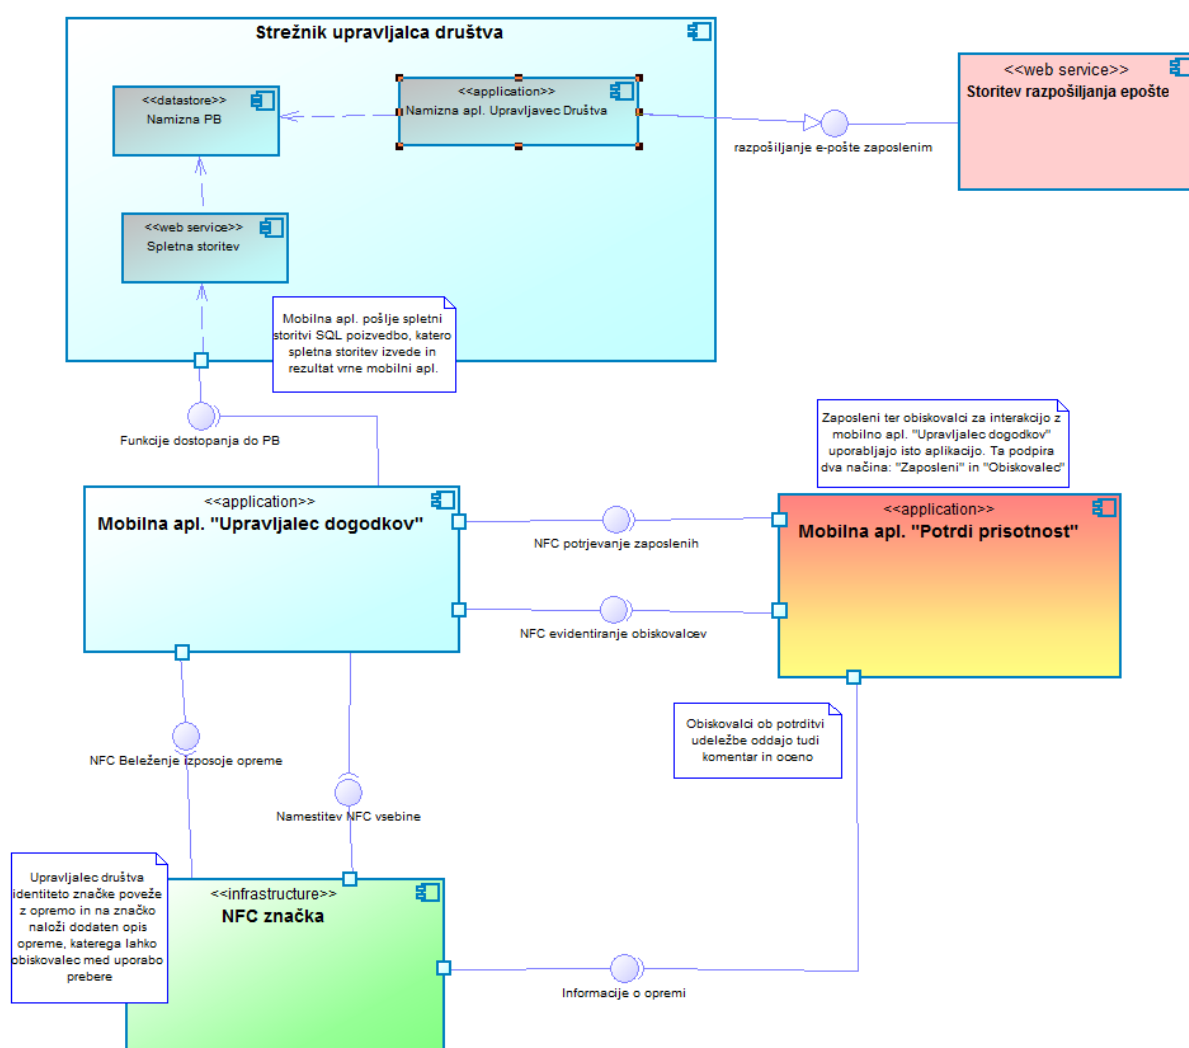 Strežnik upravljalca društva
<<datastore>>
Namizna PB
<<application>>
Namizna apl. Upravljavec Društva
<<web service>>
Storitev razpošiljanja epošte
razpošiljanje e-pošte zaposlenim
<<web service>>
Spletna storitev
Mobilna apl. pošlje spletni
storitvi SQL poizvedbo, katero
spletna storitev izvede in
rezultat vrne mobilni apl.
Funkcije dostopanja do PB
Zaposleni ter obiskovalci za interakcijo z
mobilno apl. "Upravljalec dogodkov"
uporabljajo isto aplikacijo. Ta podpira
dva načina: "Zaposleni" in "Obiskovalec"
<<application>>
Mobilna apl. "Upravljalec dogodkov"
NFC potrjevanje zaposlenih
<<application>>
Mobilna apl. "Potrdi prisotnost"
NFC evidentiranje obiskovalcev
Obiskovalci ob potrditvi
udeležbe oddajo tudi
komentar in oceno
NFC Beleženje izposoje opreme
Namestitev NFC vsebine
Upravljalec društva
identiteto značke poveže
z opremo in na značko
naloži dodaten opis
opreme, katerega lahko
obiskovalec med uporabo
prebere
<<infrastructure>>
NFC značka
Informacije o opremi